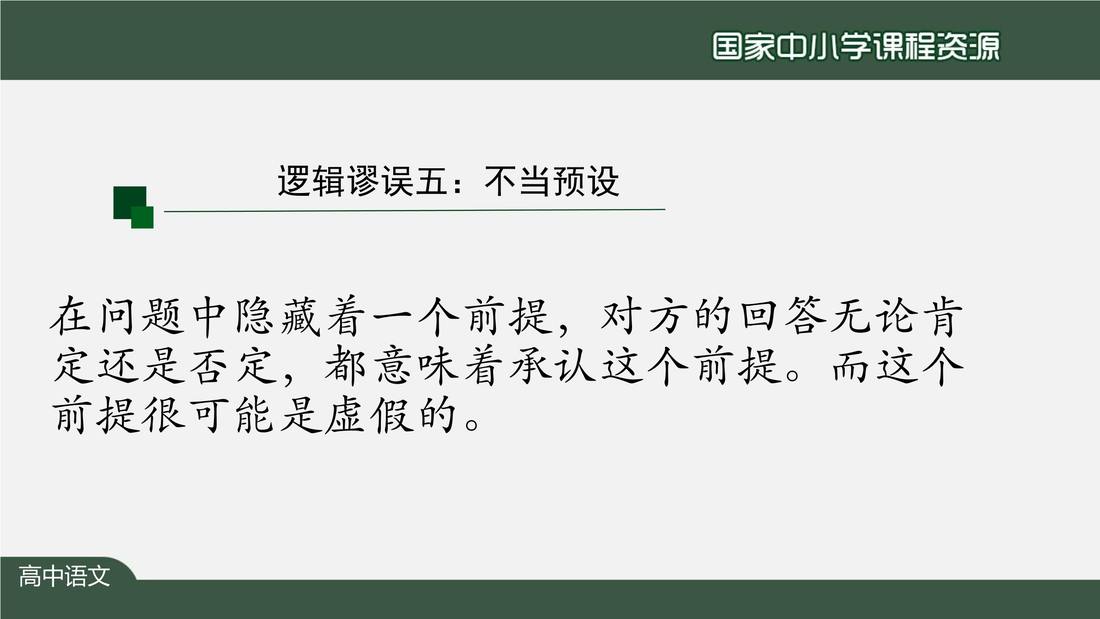 国家中小学课程资源
逻辑谬误五：不当预设
在问题中隐藏着一个前提，对方的回答无论肯
定还是否定，都意味着承认这个前提。而这个
前提很可能是虚假的。
高中语文